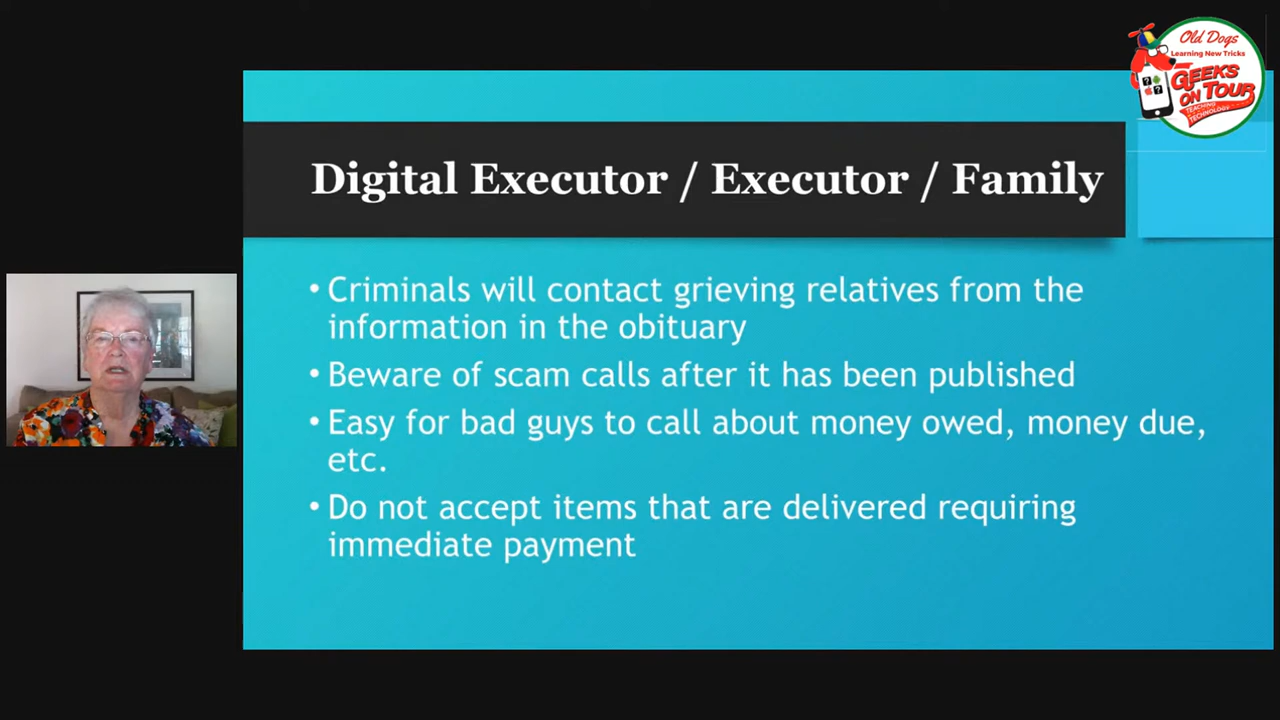 Old Dogs
Learning New Tricks
GEEKS
ON TOUR
TEACHING
TECHNOLOGY
Digital Executor / Executor / Family
• Criminals will contact grieving relatives from the
information in the obituary
• Beware of scam calls after it has been published
• Easy for bad guys to call about money owed, money due,
etc.
• Do not accept items that are delivered requiring
immediate payment